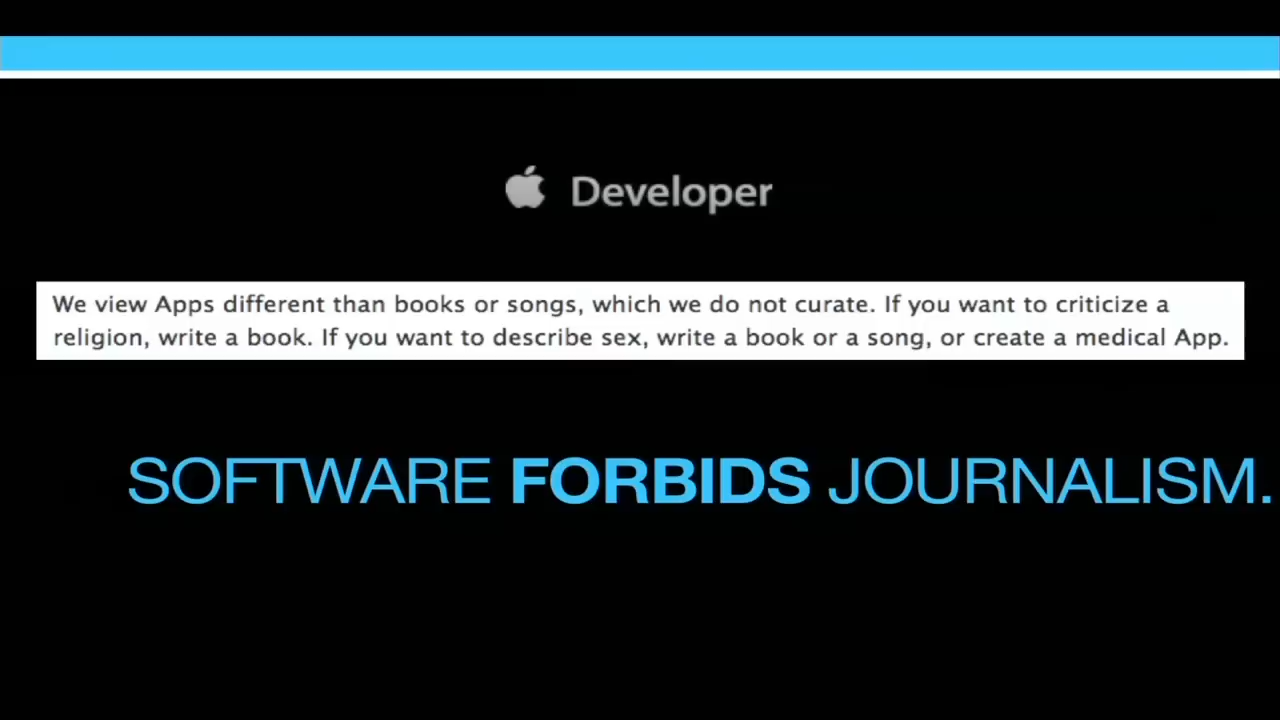 Developer
We view Apps different than books or songs, which we do not curate. If you want to criticize a
religion, write a book. If you want to describe sex, write a book or a song, or create a medical App.
SOFTWARE FORBIDS JOURNALISM.